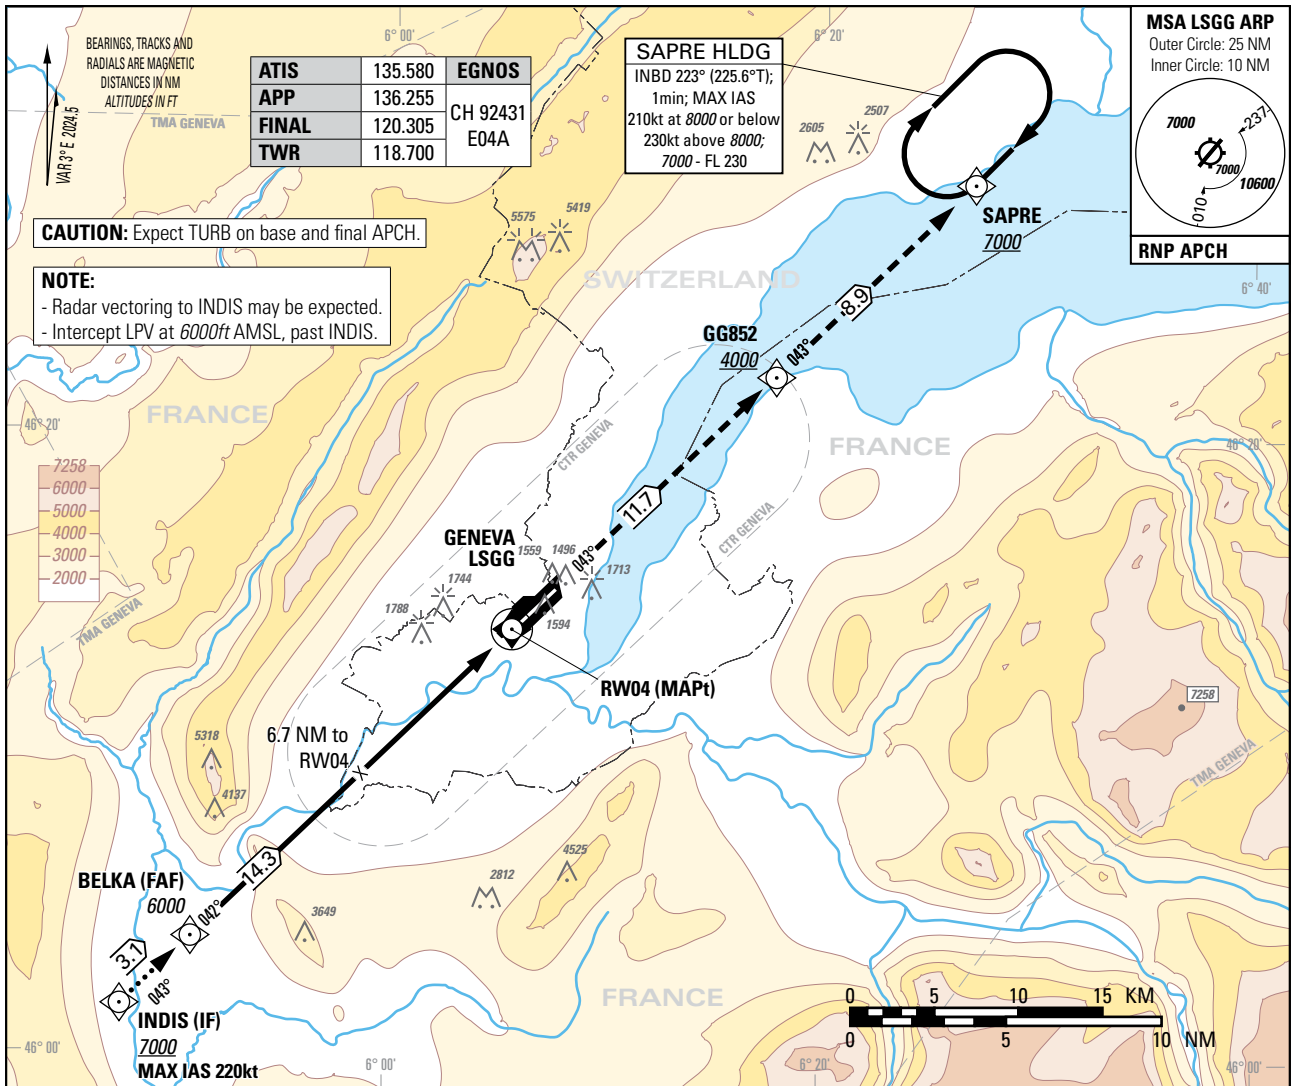 BEARINGS, TRACKS AND
RADIALS ARE MAGNETIC
DISTANCES IN NM
ALTITUDES IN FT
VAR 3° E 2024.5
6° 00'
6° 20'
ATIS 135.580 EGNOS
APP 136.255
CH 92431
E04A
FINAL 120.305
TWR 118.700
SAPRE HLDG
INBD 223° (225.6°T);
1min; MAX IAS
210kt at 8000 or below
230kt above 8000;
7000 - FL 230
MSA LSGG ARP
Outer Circle: 25 NM
Inner Circle: 10 NM
7000
237
7000
10600
010
RNP APCH
TMA GENEVA
2605
2507
5575
5419
CAUTION: Expect TURB on base and final APCH.
NOTE:
- Radar vectoring to INDIS may be expected.
- Intercept LPV at 6000ft AMSL, past INDIS.
SAPRE
7000
SWITZERLAND
6° 40'
8.9
GG852
4000
043°
FRANCE
46° 20'
FRANCE
46° 20'
CTR GENEVA
7258
6000
5000
4000
3000
2000
11.7
CTR GENEVA
GENEVA
LSGG
1559
1496
043°
1713
1744
1788
1594
TMA GENEVA
RW04 (MAPt)
7258
6.7 NM to
RW04
5318
4137
TMA GENEVA
14.3
4525
2812
BELKA (FAF)
6000
042°
3649
3.1
043°
INDIS (IF)
7000
MAX IAS 220kt
FRANCE
0 5 10 15 KM
0 5 10 NM
46° 00'
6° 00'
6° 20'
46° 00'